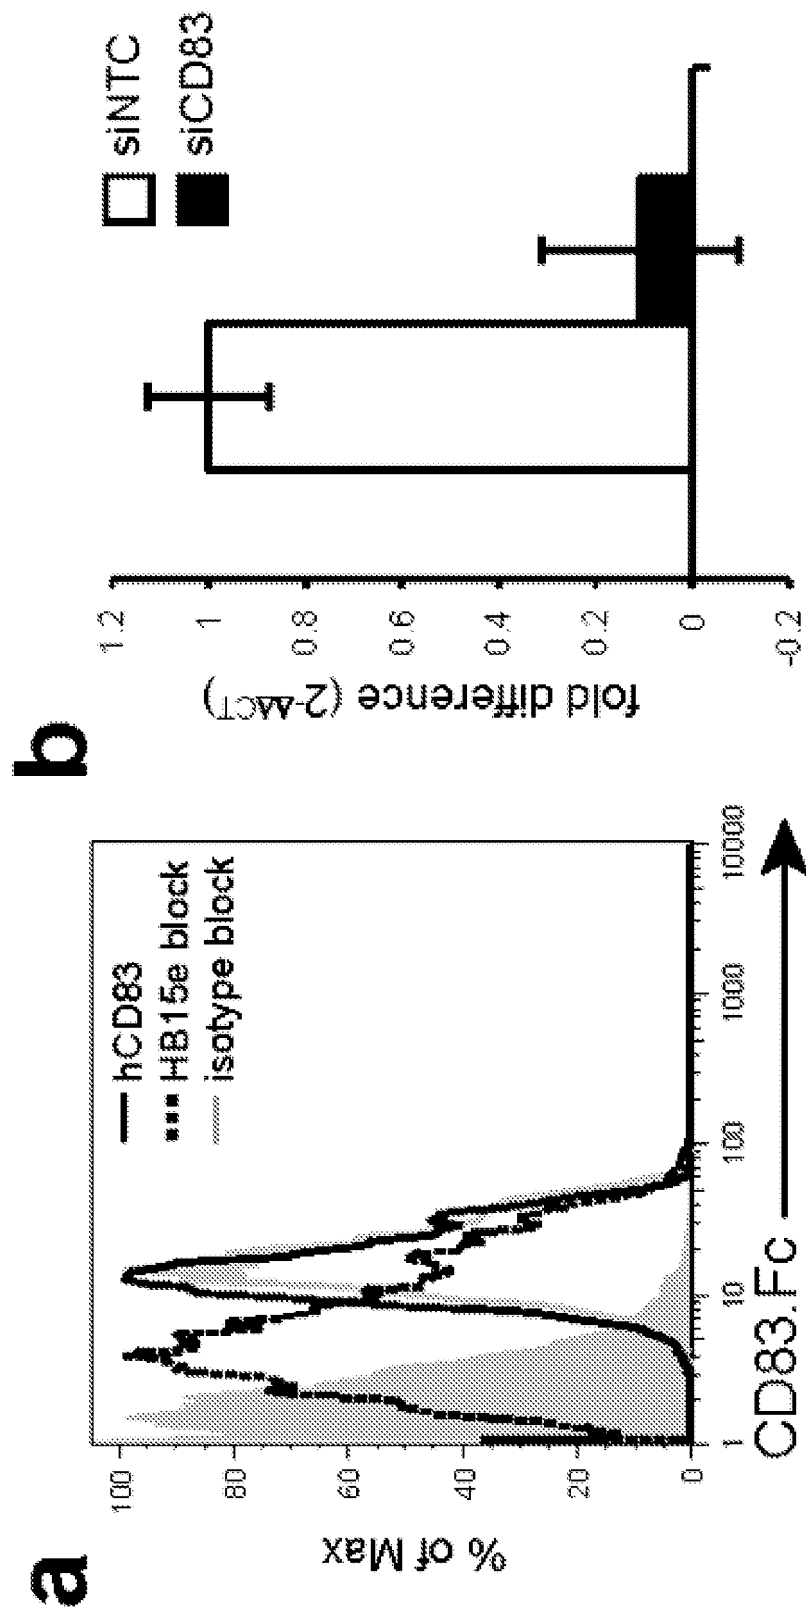 a
% of Max
100
80
60
40
20
0
hCD83
HB15e block
isotype block
1
10
100
1000
10000
CD83.Fc
b
fold difference (2-ΔΔCT)
1.2
1
0.8
0.6
0.4
0.2
0
-0.2
siNTC
siCD83